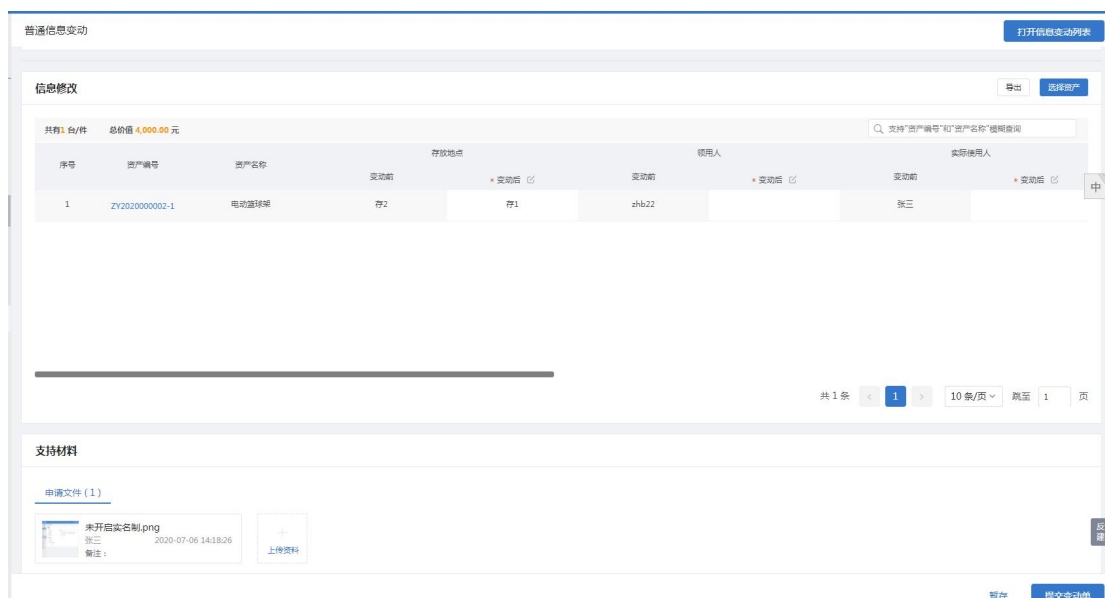 普通信息变动
打开信息变动列表
信息修改
导出
选择资产
共有1 台/件 总价值 4,000.00 元
支持"资产编号"和"资产名称"模糊查询
序号 资产编号 资产名称 存放地点 领用人 实际使用人
变动前 * 变动后 变动前 * 变动后 变动前 * 变动后
1 ZY2020000002-1 电动篮球架 存2 存1 zhb22 张三
中
共 1 条 < 1 > 10 条/页 跳至 1 页
支持材料
申请文件 ( 1 )
未开启实名制.png
张三 2020-07-06 14:18:26
备注：
+
上传资料
反
建
暂存
提交变动单